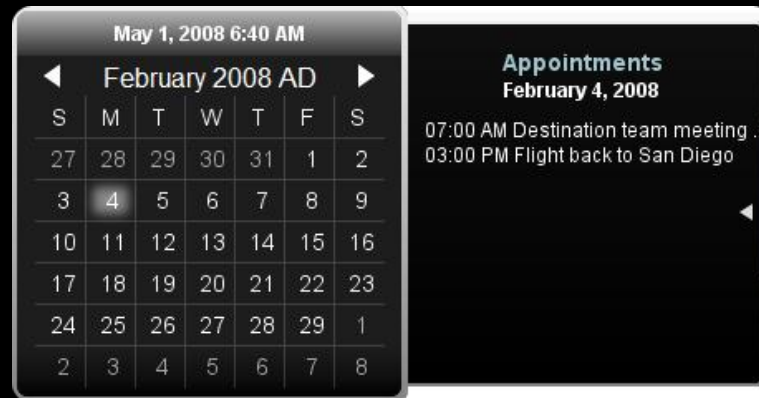 May 1, 2008 6:40 AM
February 2008 AD
S M T W T F S
27 28 29 30 31 1 2
3 4 5 6 7 8 9
10 11 12 13 14 15 16
17 18 19 20 21 22 23
24 25 26 27 28 29 1
2 3 4 5 6 7 8
Appointments
February 4, 2008
07:00 AM Destination team meeting .
03:00 PM Flight back to San Diego